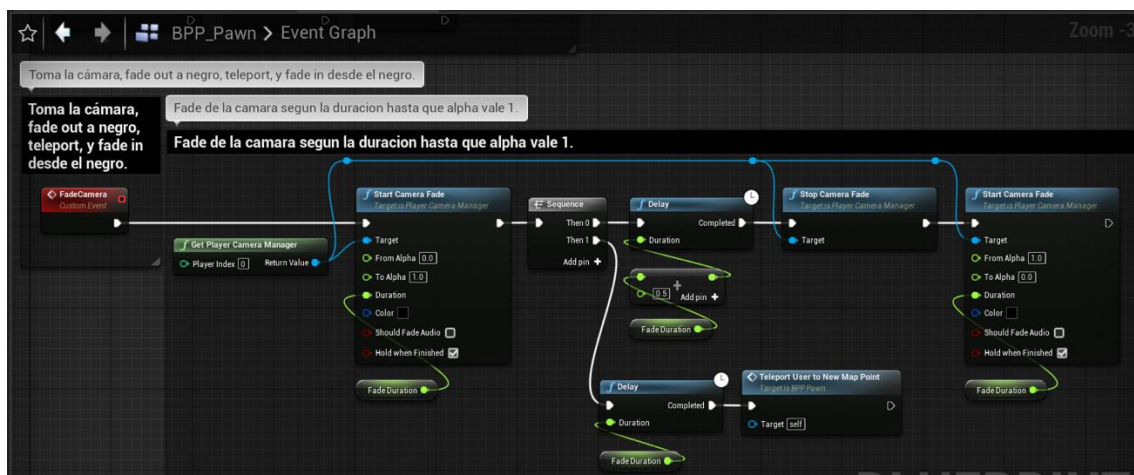 BPP_Pawn > Event Graph
Zoom -3
Toma la cámara, fade out a negro, teleport, y fade in desde el negro.
Toma la cámara,
fade out a negro,
teleport, y fade in
desde el negro.
Fade de la camara segun la duracion hasta que alpha vale 1.
Fade de la camara segun la duracion hasta que alpha vale 1.
FadeCamera
Custom Event
Get Player Camera Manager
Player Index 0 Return Value
Start Camera Fade
Target is Player Camera Manager
Target
From Alpha 0.0
To Alpha 1.0
Duration
Color
Should Fade Audio
Hold when Finished
Fade Duration
Sequence
Then 0
Then 1
Add pin +
Delay
Completed
Duration
+
0.5 Add pin +
Fade Duration
Delay
Completed
Duration
Fade Duration
Teleport User to New Map Point
Target is BPP Pawn
Target self
Stop Camera Fade
Target is Player Camera Manager
Target
Start Camera Fade
Target is Player Camera Manager
Target
From Alpha 1.0
To Alpha 0.0
Duration
Color
Should Fade Audio
Hold when Finished
Fade Duration